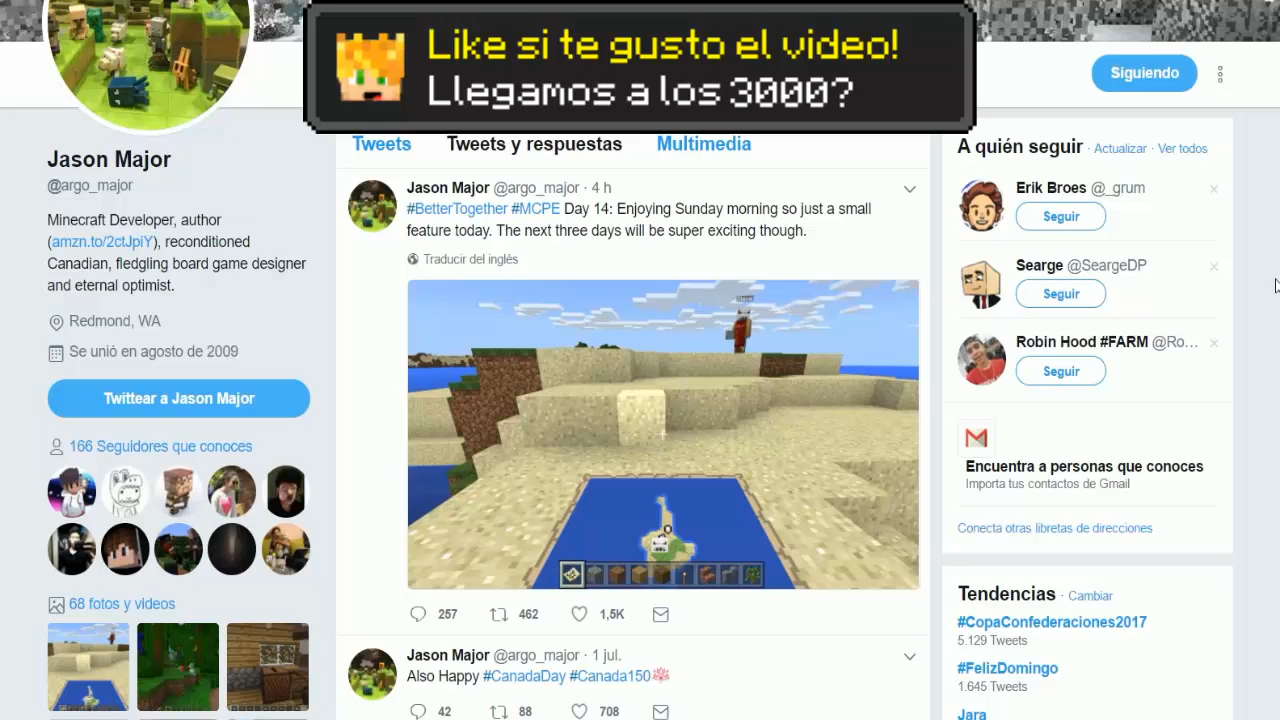 Like si te gusto el video!
Llegamos a los 3000?
Siguiendo
Tweets Tweets y respuestas Multimedia
Jason Major
@argo_major
Minecraft Developer, author
(amzn.to/2ctJpiY), reconditioned
Canadian, fledgling board game designer
and eternal optimist.
Redmond, WA
Se unió en agosto de 2009
Twittear a Jason Major
166 Seguidores que conoces
68 fotos y videos
Jason Major @argo_major · 4 h
#BetterTogether #MCPE Day 14: Enjoying Sunday morning so just a small
feature today. The next three days will be super exciting though.
Traducir del inglés
257 462 1,5K
Jason Major @argo_major · 1 jul.
Also Happy #CanadaDay #Canada150
42 88 708
A quién seguir · Actualizar · Ver todos
Erik Broes @_grum
Seguir
Searge @SeargeDP
Seguir
Robin Hood #FARM @Ro...
Seguir
Encuentra a personas que conoces
Importa tus contactos de Gmail
Conecta otras libretas de direcciones
Tendencias · Cambiar
#CopaConfederaciones2017
5.129 Tweets
#FelizDomingo
1.645 Tweets
Jara